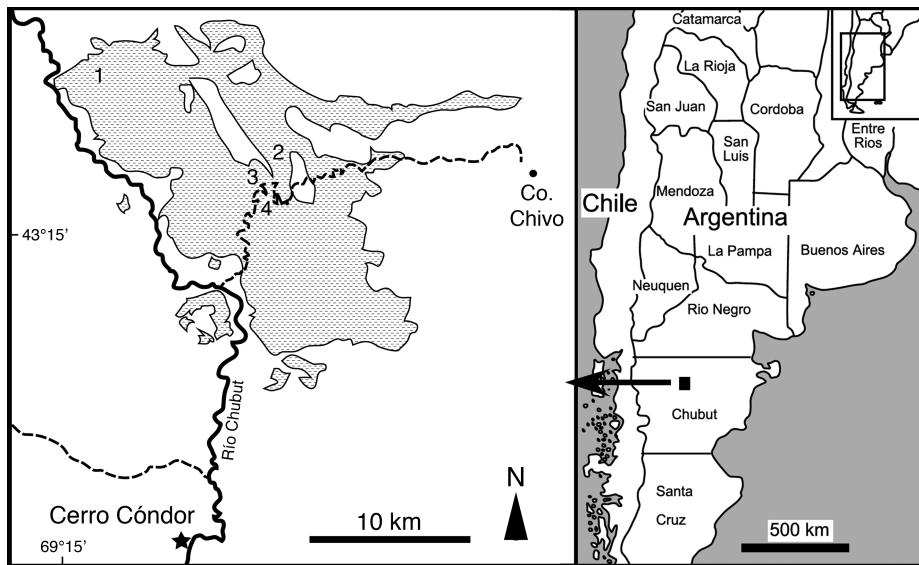 1
2
3
4
Co.
Chivo
43°15'
Río Chubut
N
Cerro Cóndor
10 km
69°15'
Catamarca
La Rioja
San Juan
Cordoba
San
Luis
Entre
Rios
Mendoza
Chile
Argentina
La Pampa
Buenos Aires
Neuquen
Rio Negro
Chubut
Santa
Cruz
500 km